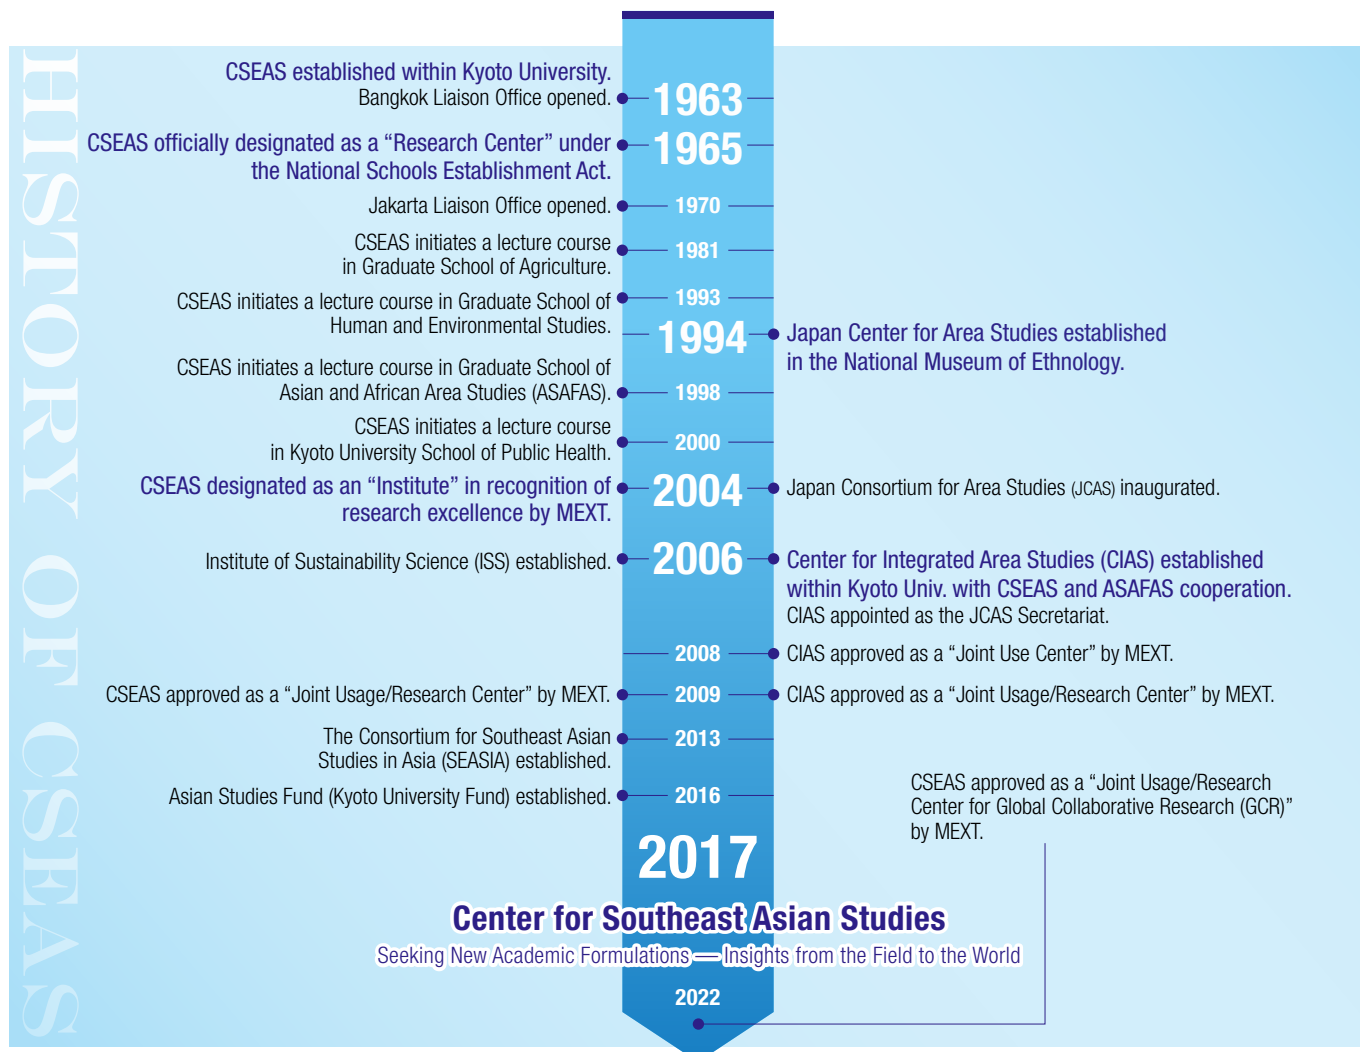 HISTORY OF CSEAS
CSEAS established within Kyoto University.
Bangkok Liaison Office opened.
1963
CSEAS officially designated as a “Research Center” under
the National Schools Establishment Act.
1965
Jakarta Liaison Office opened.
1970
CSEAS initiates a lecture course
in Graduate School of Agriculture.
1981
CSEAS initiates a lecture course in Graduate School of
Human and Environmental Studies.
1993
1994
Japan Center for Area Studies established
in the National Museum of Ethnology.
CSEAS initiates a lecture course in Graduate School of
Asian and African Area Studies (ASAFAS).
1998
CSEAS initiates a lecture course
in Kyoto University School of Public Health.
2000
CSEAS designated as an “Institute” in recognition of
research excellence by MEXT.
2004
Japan Consortium for Area Studies (JCAS) inaugurated.
Institute of Sustainability Science (ISS) established.
2006
Center for Integrated Area Studies (CIAS) established
within Kyoto Univ. with CSEAS and ASAFAS cooperation.
CIAS appointed as the JCAS Secretariat.
2008
CIAS approved as a “Joint Use Center” by MEXT.
CSEAS approved as a “Joint Usage/Research Center” by MEXT.
2009
CIAS approved as a “Joint Usage/Research Center” by MEXT.
The Consortium for Southeast Asian
Studies in Asia (SEASIA) established.
2013
Asian Studies Fund (Kyoto University Fund) established.
2016
CSEAS approved as a “Joint Usage/Research
Center for Global Collaborative Research (GCR)”
by MEXT.
2017
Center for Southeast Asian Studies
Seeking New Academic Formulations — Insights from the Field to the World
2022